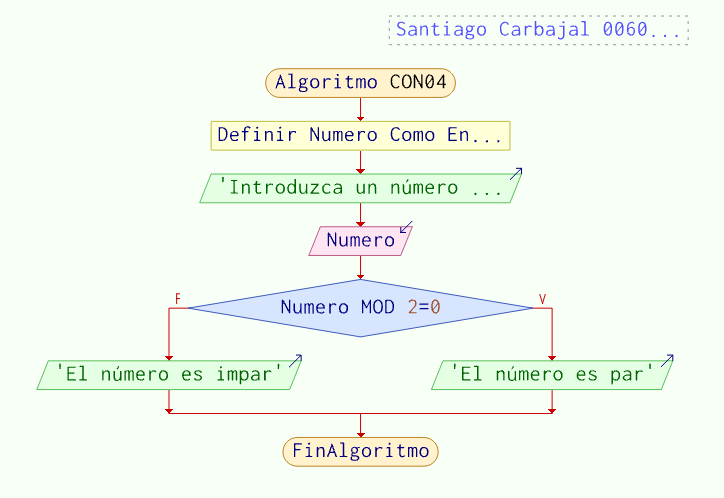 Santiago Carbajal 0060...
Algoritmo CON04
Definir Numero Como En...
'Introduzca un número ...
Numero
Numero MOD 2=0
F
V
'El número es impar'
'El número es par'
FinAlgoritmo